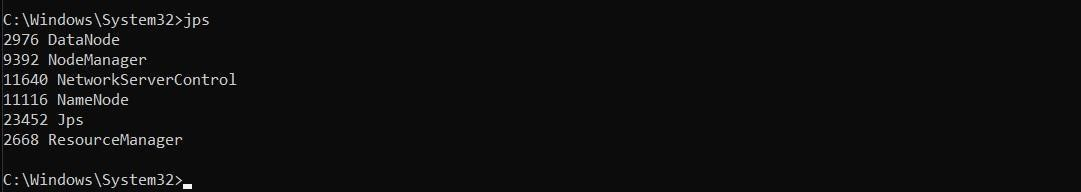 C:\Windows\System32>jps
2976 DataNode
9392 NodeManager
11640 NetworkServerControl
11116 NameNode
23452 Jps
2668 ResourceManager
C:\Windows\System32>